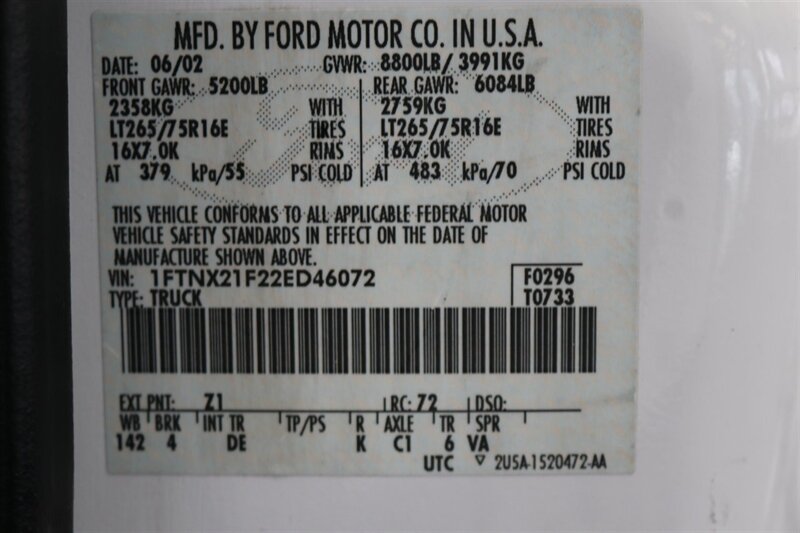 MFD. BY FORD MOTOR CO. IN U.S.A.
DATE: 06/02 GVWR: 8800LB/ 3991KG
FRONT GAWR: 5200LB REAR GAWR: 6084LB
2358KG WITH 2759KG WITH
LT265/75R16E TIRES LT265/75R16E TIRES
16X7.0K RIMS 16X7.0K RIMS
AT 379 kPa/55 PSI COLD AT 483 kPa/70 PSI COLD
THIS VEHICLE CONFORMS TO ALL APPLICABLE FEDERAL MOTOR
VEHICLE SAFETY STANDARDS IN EFFECT ON THE DATE OF
MANUFACTURE SHOWN ABOVE.
VIN: 1FTNX21F22ED46072 F0296
TYPE: TRUCK T0733
EXT PNT: Z1 RC: 72 DSO:
WB BRK INT TR TP/PS R AXLE TR SPR
142 4 DE K C1 6 VA
UTC ▽ 2U5A-1520472-AA